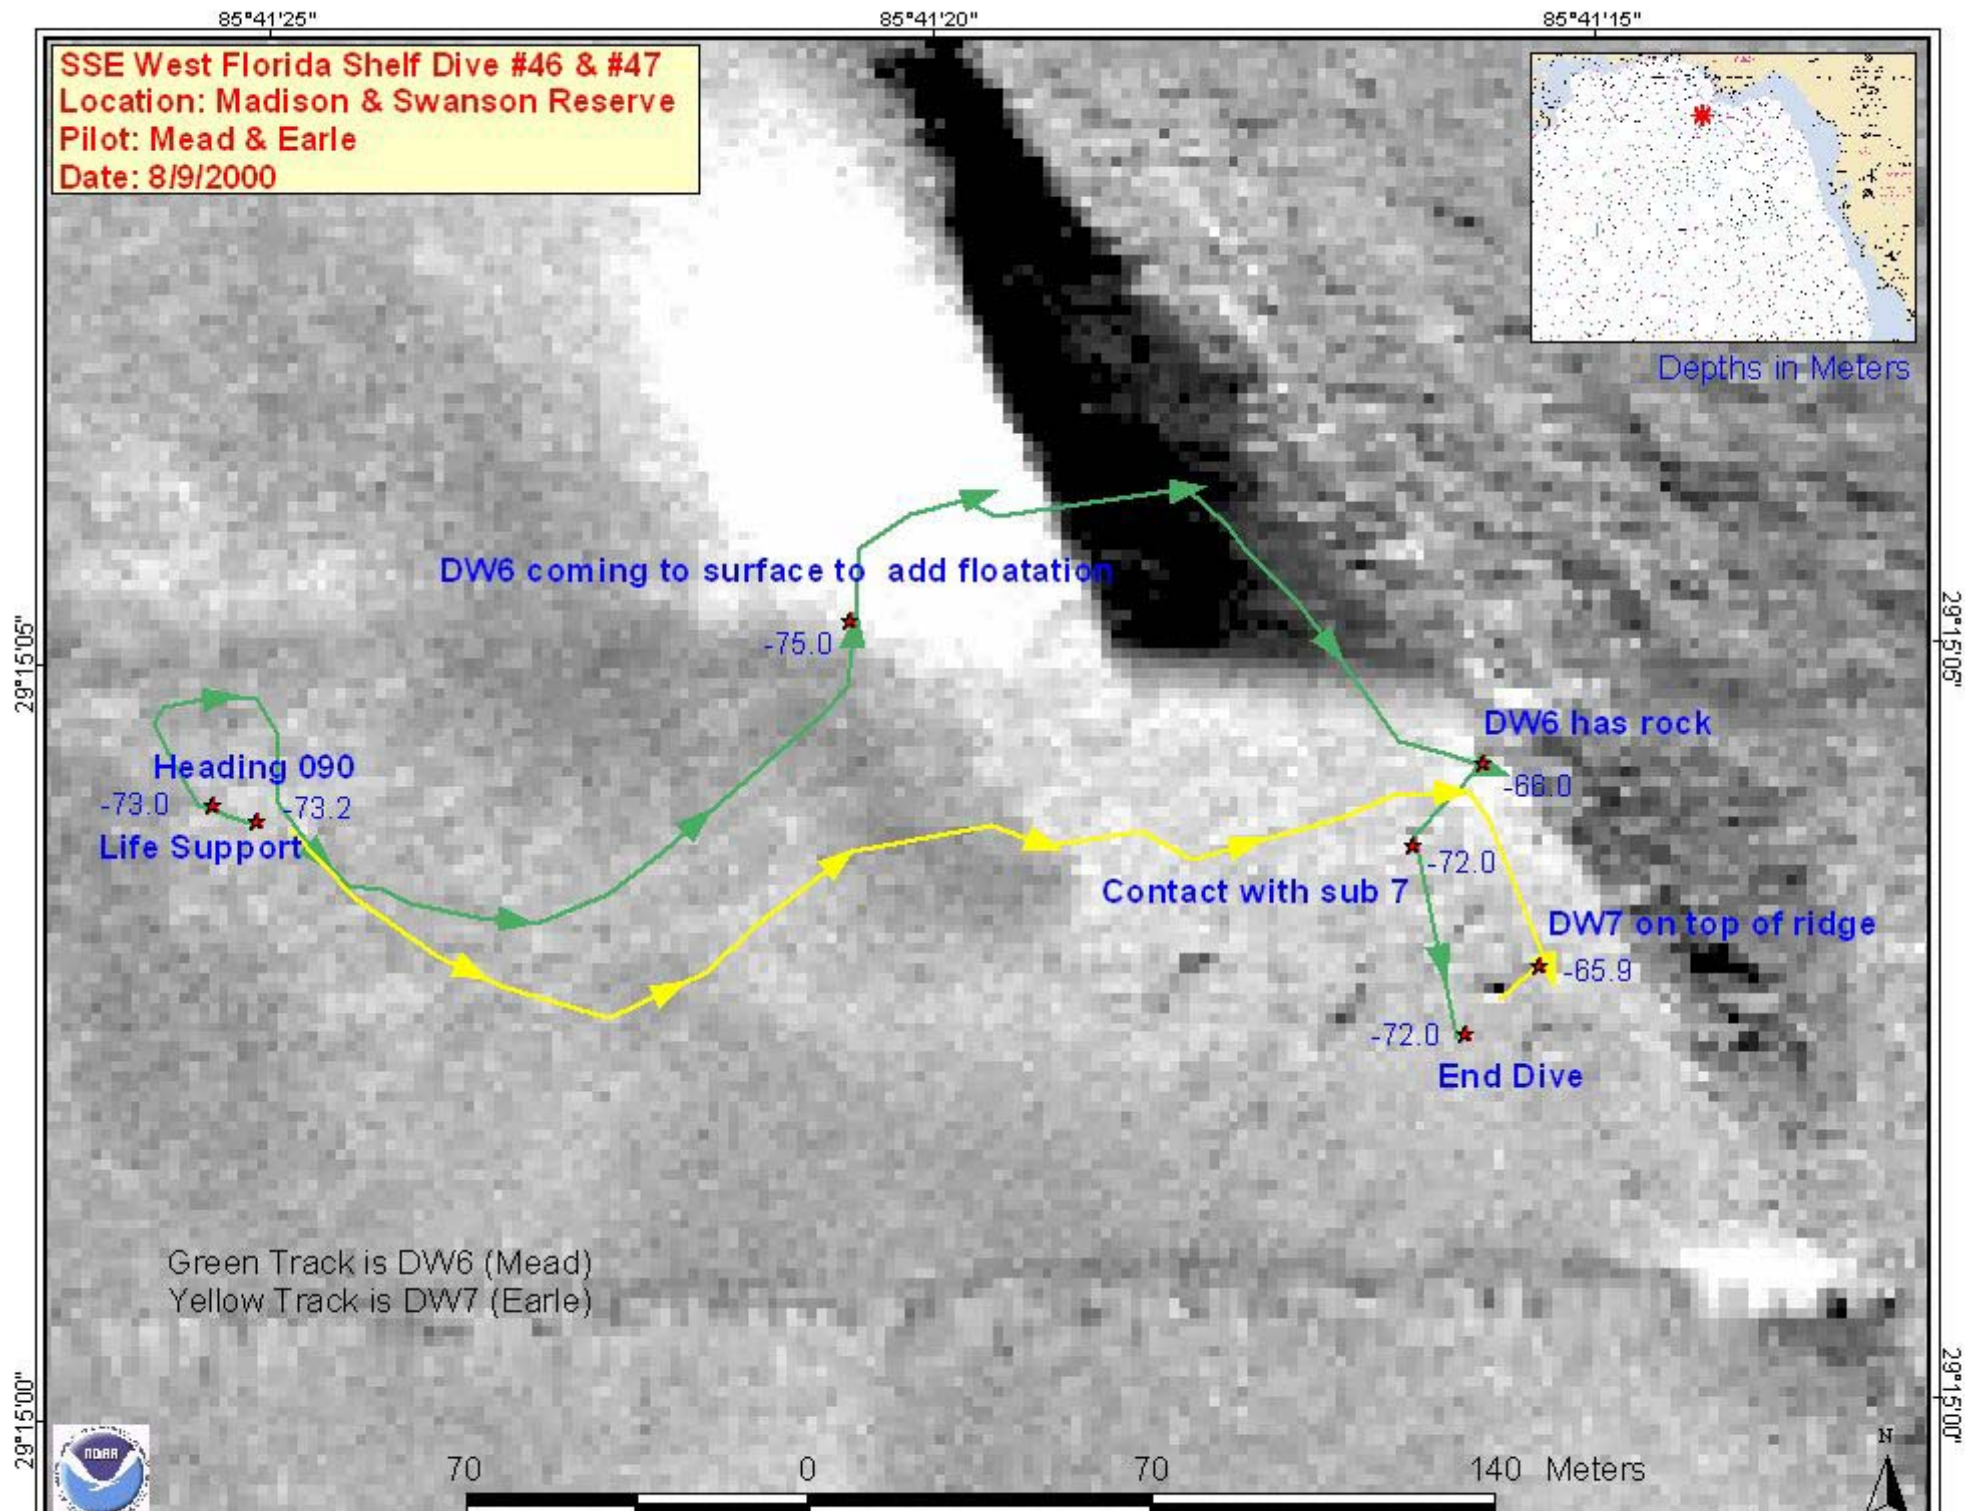 85°41'25" 85°41'20" 85°41'15"
SSE West Florida Shelf Dive #46 & #47
Location: Madison & Swanson Reserve
Pilot: Mead & Earle
Date: 8/9/2000
Depths in Meters
DW6 coming to surface to add floatation
-75.0
29°15'05" 29°15'05"
DW6 has rock
-68.0
Heading 090
-73.0 -73.2
Life Support
-72.0
Contact with sub 7
DW7 on top of ridge
-65.9
-72.0
End Dive
Green Track is DW6 (Mead)
Yellow Track is DW7 (Earle)
29°15'00" 29°15'00"
NOAA
N
70 0 70 140 Meters